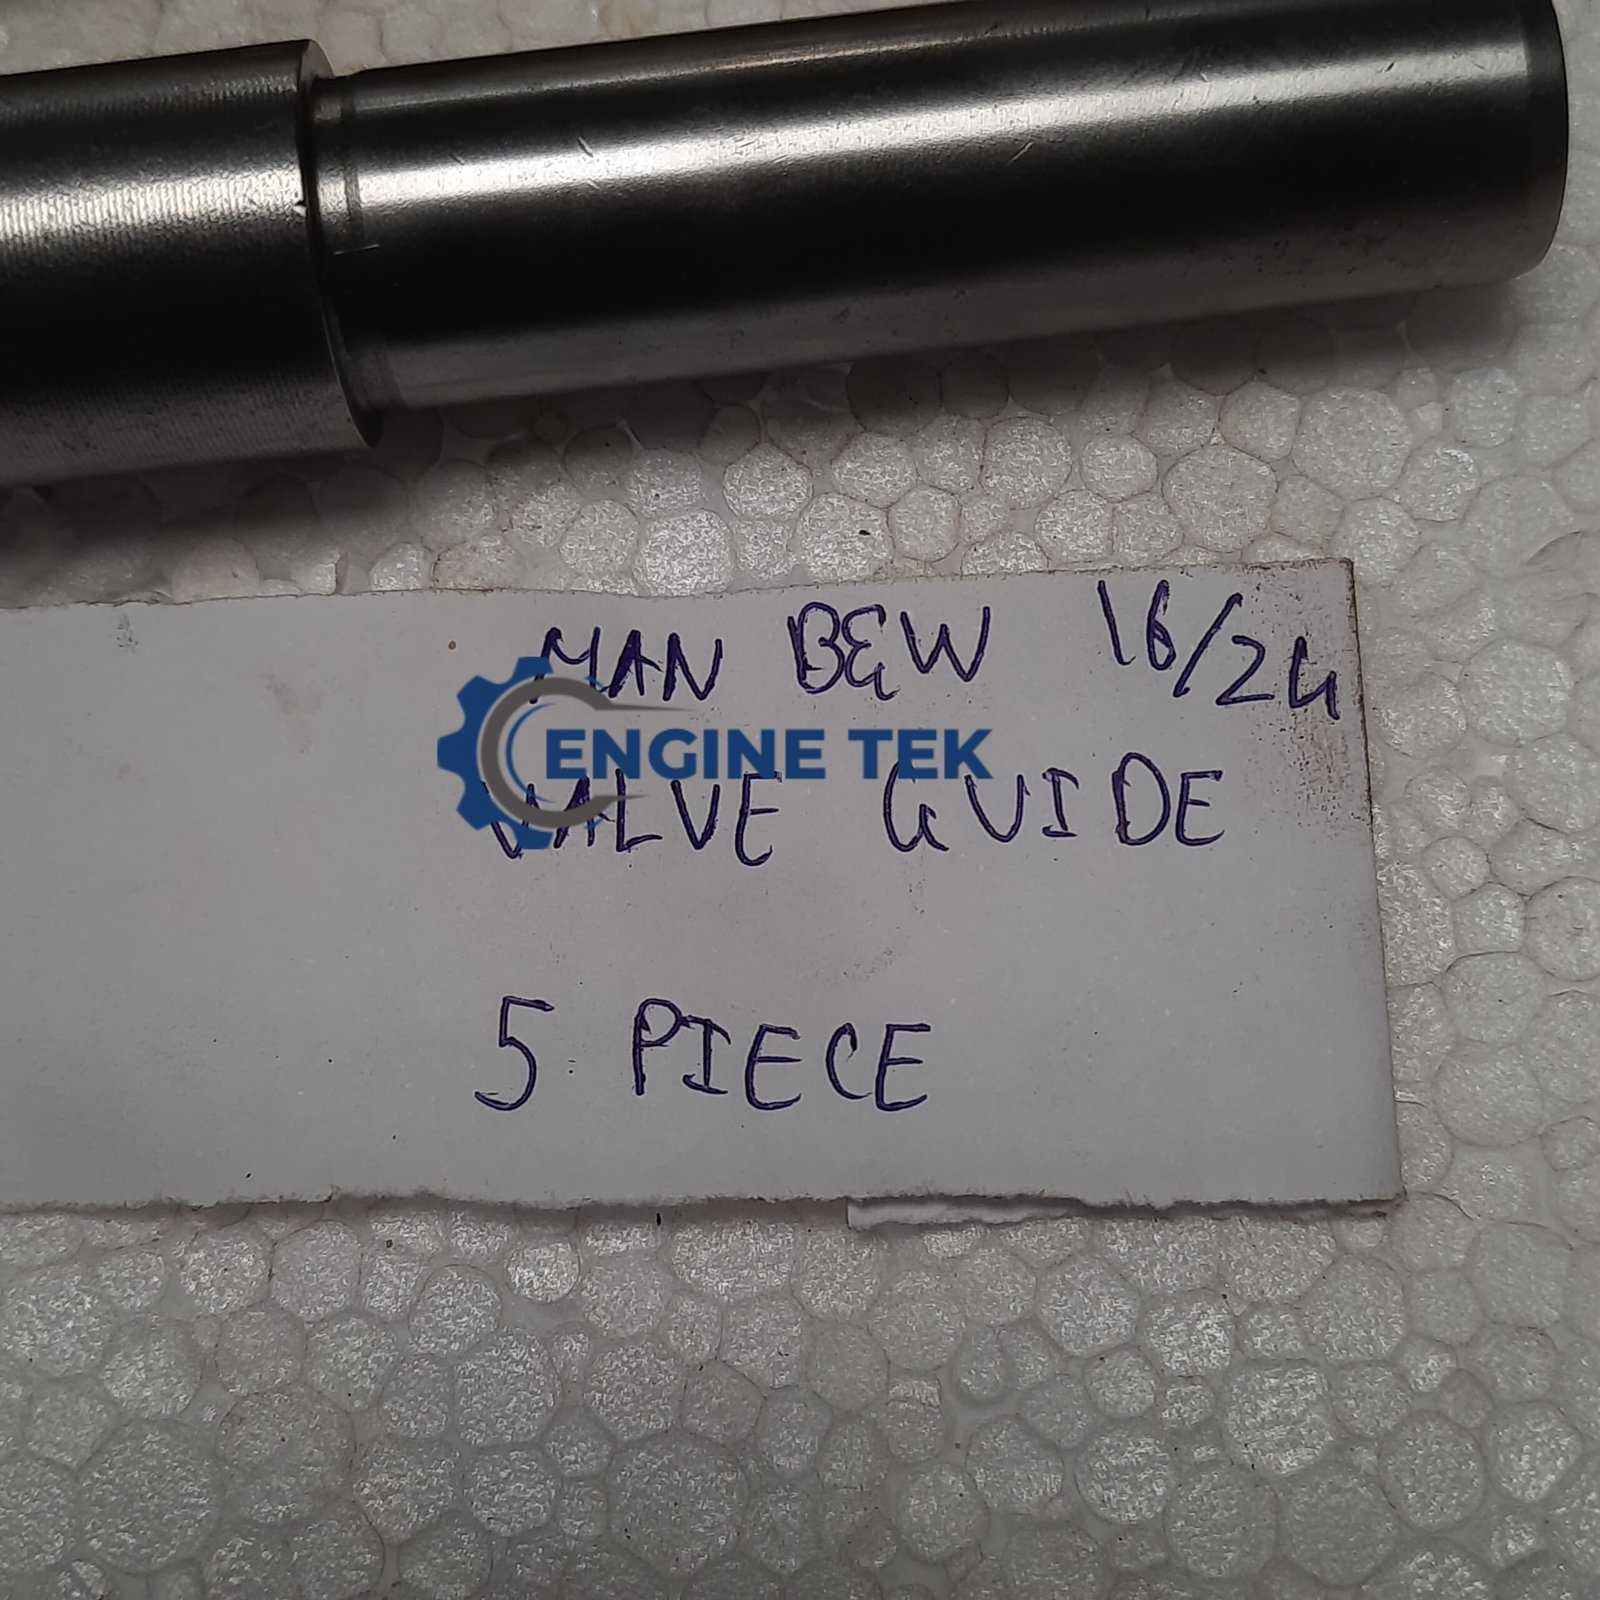 MAN B&W 16/24
ENGINE TEK
VALVE GUIDE
5 PIECE